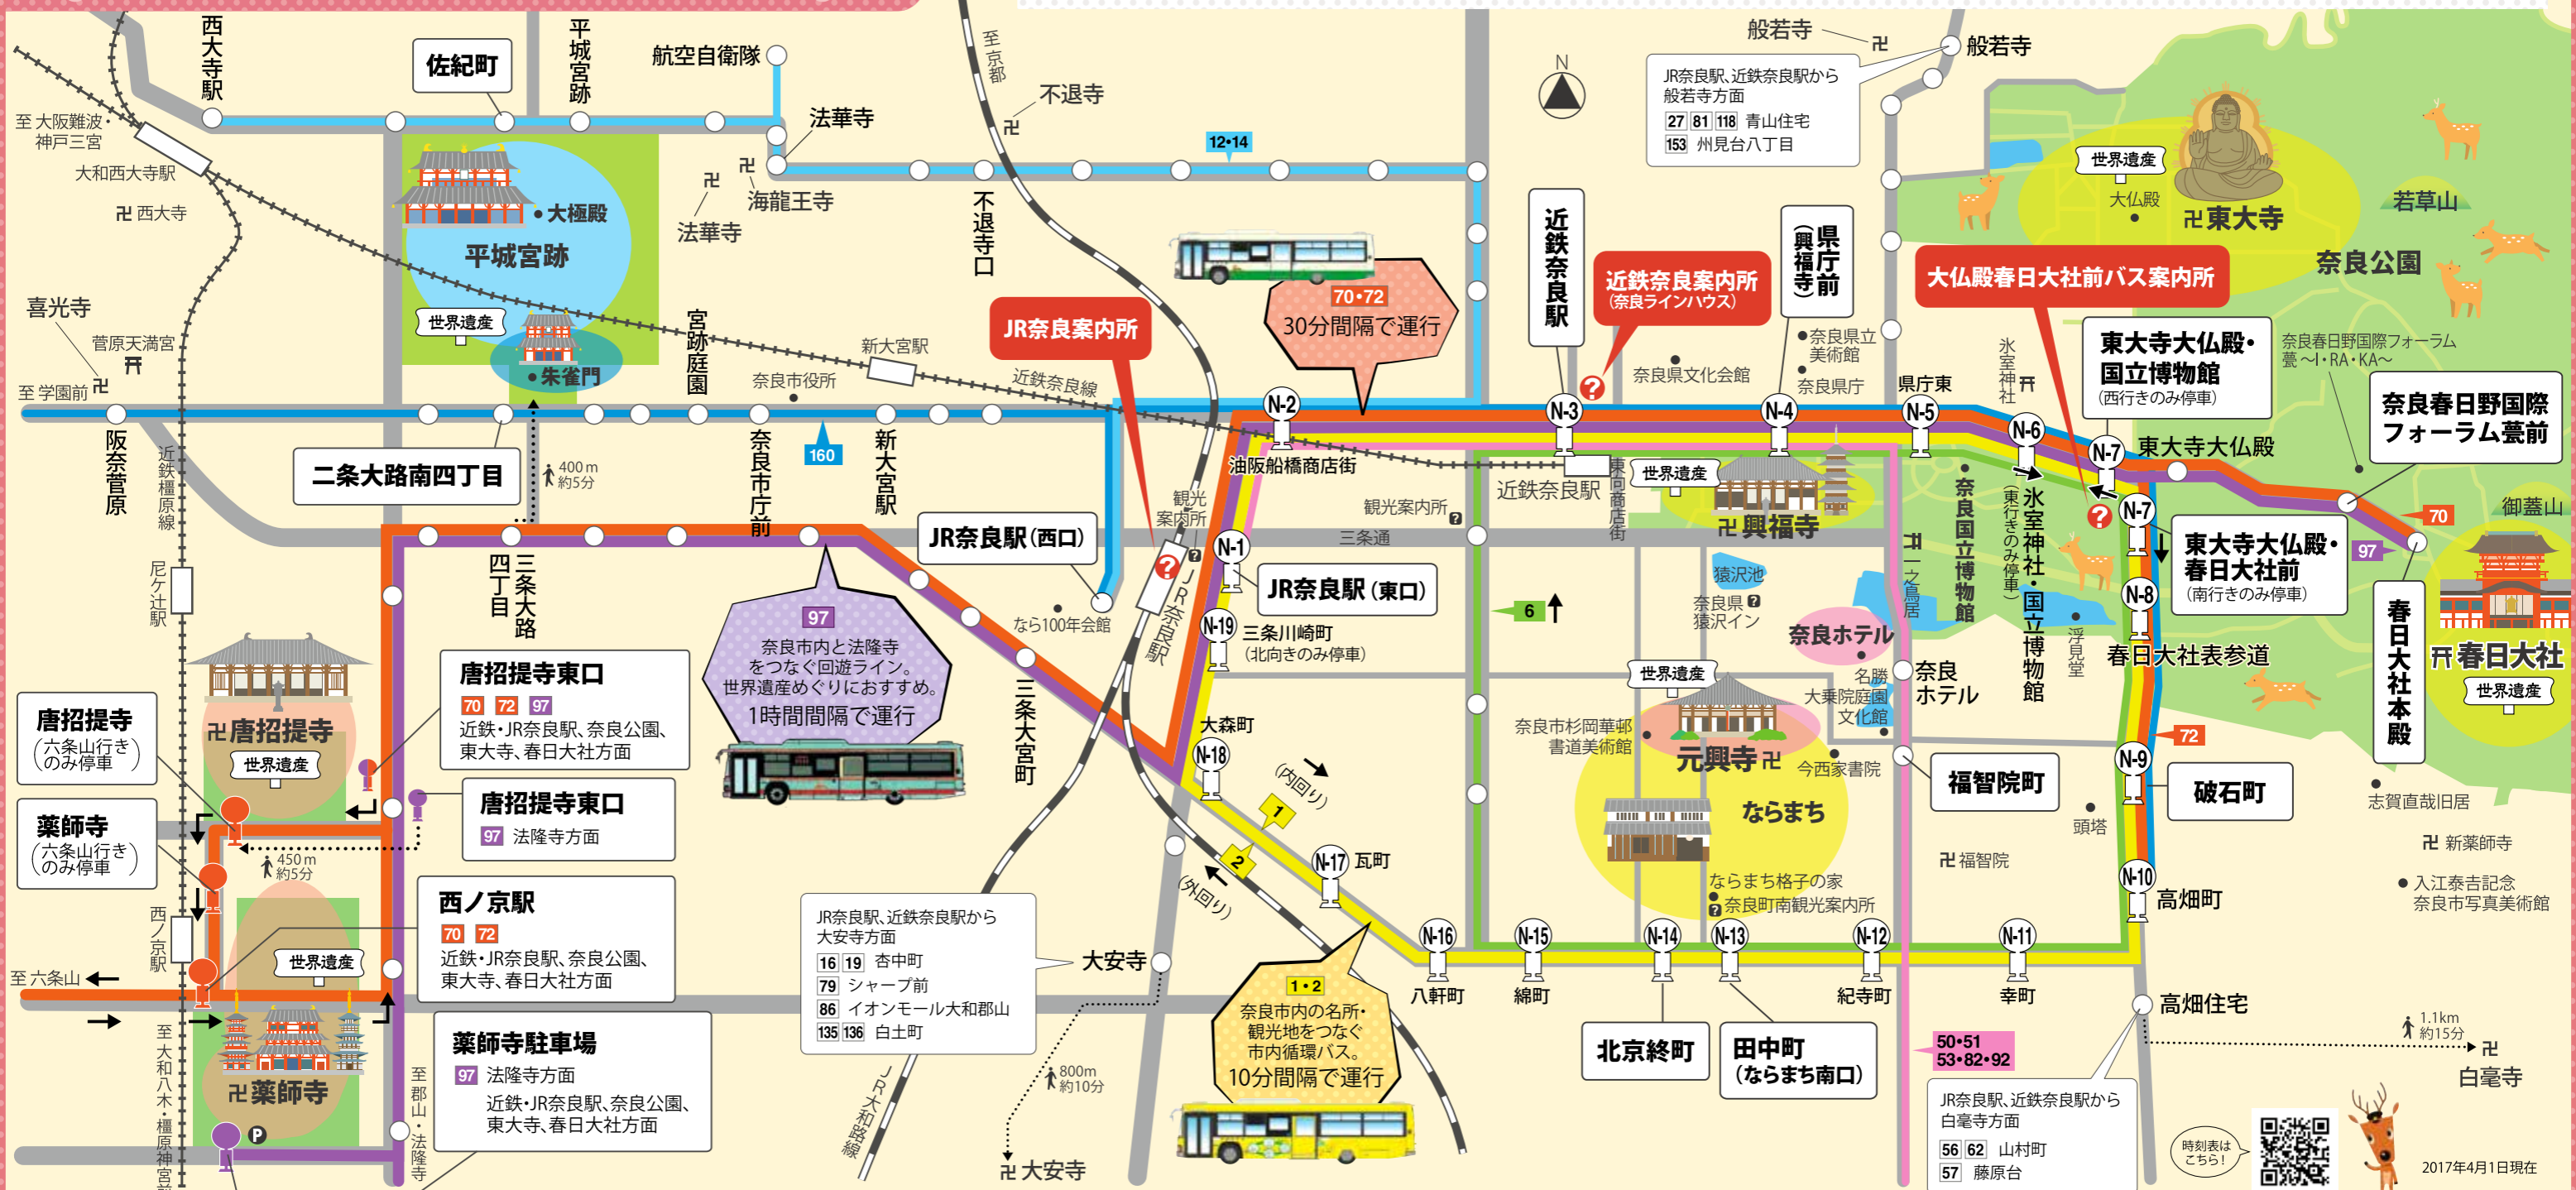 西大寺駅
佐紀町
平城宮跡
航空自衛隊
至京都
不退寺
般若寺
般若寺
N
JR奈良駅、近鉄奈良駅から
般若寺方面
27 81 118 青山住宅
153 州見台八丁目
至 大阪難波・
神戸三宮
大和西大寺駅
西大寺
法華寺
海龍王寺
法華寺
12・14
不退寺口
大極殿
平城宮跡
世界遺産
朱雀門
世界遺産
大仏殿
東大寺
若草山
奈良公園
喜光寺
菅原天満宮
至 学園前
阪奈菅原
近鉄橿原線
宮跡庭園
奈良市役所
新大宮駅
近鉄奈良線
JR奈良案内所
70・72
30分間隔で運行
近鉄奈良駅
近鉄奈良案内所
(奈良ラインハウス)
県庁前
(興福寺)
奈良県文化会館
奈良県立
美術館
奈良県庁
県庁東
大仏殿春日大社前バス案内所
氷室神社
東大寺大仏殿・
国立博物館
(西行きのみ停車)
奈良春日野国際フォーラム
甍 ～I・RA・KA～
奈良春日野国際
フォーラム甍前
二条大路南四丁目
400m
約5分
奈良市庁前
160
新大宮駅
N-2
油阪船橋商店街
N-3
近鉄奈良駅
東向商店街
N-4
世界遺産
興福寺
N-5
N-6
N-7
東大寺大仏殿
奈良国立博物館
氷室神社・国立博物館
(東行きのみ停車)
N-7
東大寺大仏殿・
春日大社前
(南行きのみ停車)
御蓋山
70
97
春日大社
世界遺産
春日大社本殿
観光
案内所
観光案内所
三条通
JR奈良駅(西口)
なら100年会館
JR奈良駅
N-1
JR奈良駅(東口)
N-19
三条川崎町
(北向きのみ停車)
6
猿沢池
奈良県
猿沢イン
一之鳥居
奈良ホテル
奈良
ホテル
名勝
大乗院庭園
文化館
浮見堂
N-8
春日大社表参道
三条大路
四丁目
尼ケ辻駅
97
奈良市内と法隆寺
をつなぐ回遊ライン。
世界遺産めぐりにおすすめ。
1時間間隔で運行
三条大宮町
大森町
N-18
唐招提寺
世界遺産
唐招提寺
(六条山行き
のみ停車)
唐招提寺東口
70 72 97
近鉄・JR奈良駅、奈良公園、
東大寺、春日大社方面
唐招提寺東口
97 法隆寺方面
薬師寺
(六条山行き
のみ停車)
450m
約5分
世界遺産
元興寺
奈良市杉岡華邨
書道美術館
今西家書院
ならまち
福智院町
頭塔
72
N-9
破石町
志賀直哉旧居
新薬師寺
福智院
入江泰吉記念
奈良市写真美術館
N-10
高畑町
(内回り)
1
2
(外回り)
N-17
瓦町
ならまち格子の家
奈良町南観光案内所
西ノ京駅
西ノ京駅
70 72
近鉄・JR奈良駅、奈良公園、
東大寺、春日大社方面
世界遺産
至 六条山
薬師寺
P
至 大和八木・橿原神宮前
至 郡山・法隆寺
薬師寺駐車場
97 法隆寺方面
近鉄・JR奈良駅、奈良公園、
東大寺、春日大社方面
JR奈良駅、近鉄奈良駅から
大安寺方面
16 19 杏中町
79 シャープ前
86 イオンモール大和郡山
135 136 白土町
大安寺
800m
約10分
大安寺
JR大和路線
1・2
奈良市内の名所・
観光地をつなぐ
市内循環バス。
10分間隔で運行
N-16
八軒町
N-15
綿町
N-14
北京終町
N-13
田中町
(ならまち南口)
N-12
紀寺町
N-11
幸町
高畑住宅
50・51
53・82・92
JR奈良駅、近鉄奈良駅から
白毫寺方面
56 62 山村町
57 藤原台
1.1km
約15分
白毫寺
時刻表は
こちら!
2017年4月1日現在